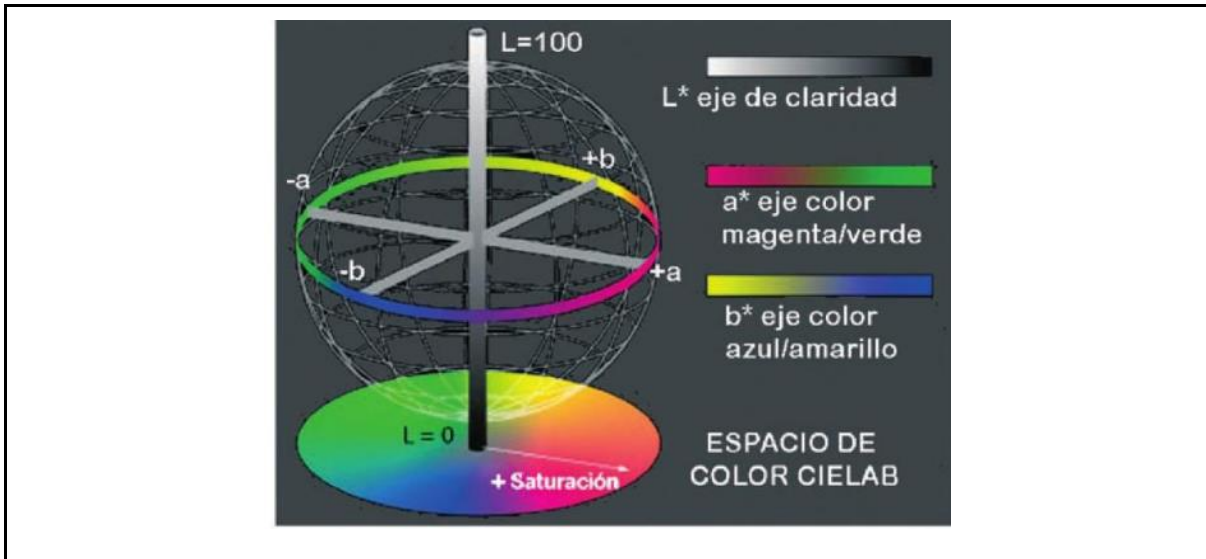 L=100
L* eje de claridad
+b
-a
a* eje color
magenta/verde
-b
+a
b* eje color
azul/amarillo
L = 0
ESPACIO DE
COLOR CIELAB
+ Saturación